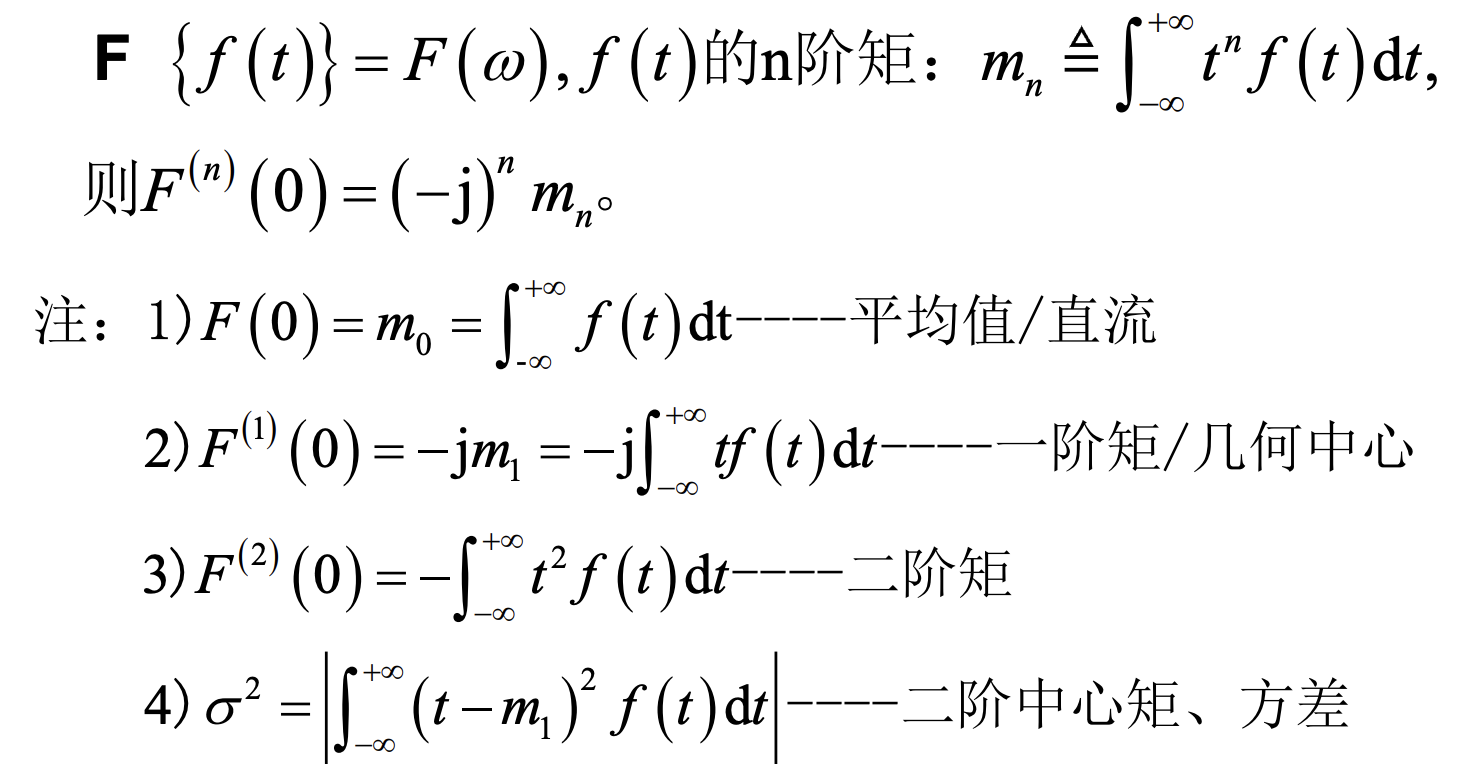 F {f(t)} = F(ω), f(t)的n阶矩：m_n ≜ ∫_{−∞}^{+∞} t^n f(t)dt,
则F^{(n)}(0) = (−j)^n m_n。
注：1) F(0) = m_0 = ∫_{-∞}^{+∞} f(t)dt----平均值/直流
2) F^{(1)}(0) = −jm_1 = −j∫_{−∞}^{+∞} tf(t)dt----一阶矩/几何中心
3) F^{(2)}(0) = −∫_{−∞}^{+∞} t^2 f(t)dt----二阶矩
4) σ^2 = |∫_{−∞}^{+∞} (t−m_1)^2 f(t)dt|----二阶中心矩、方差